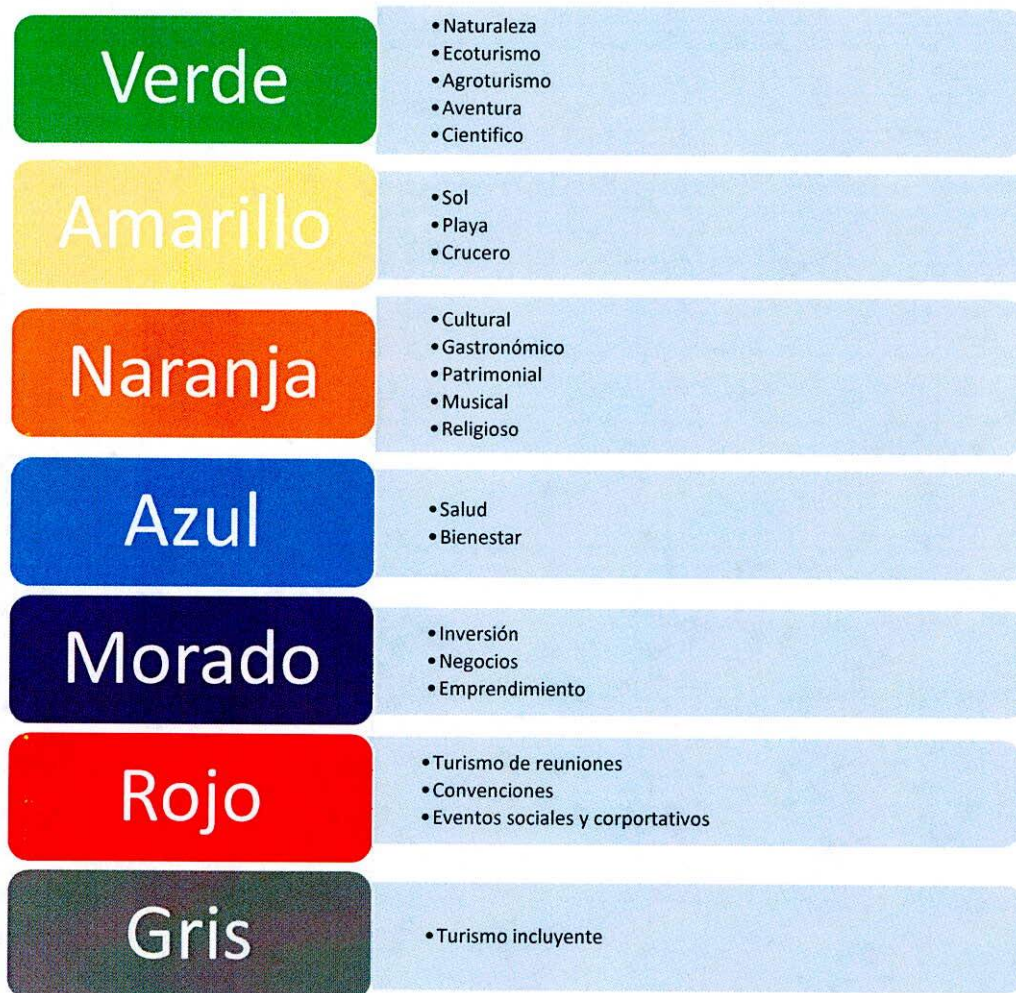 Verde
•Naturaleza
•Ecoturismo
•Agroturismo
•Aventura
•Cientifico
Amarillo
•Sol
•Playa
•Crucero
Naranja
•Cultural
•Gastronómico
•Patrimonial
•Musical
•Religioso
Azul
•Salud
•Bienestar
Morado
•Inversión
•Negocios
•Emprendimiento
Rojo
•Turismo de reuniones
•Convenciones
•Eventos sociales y corportativos
Gris
•Turismo incluyente